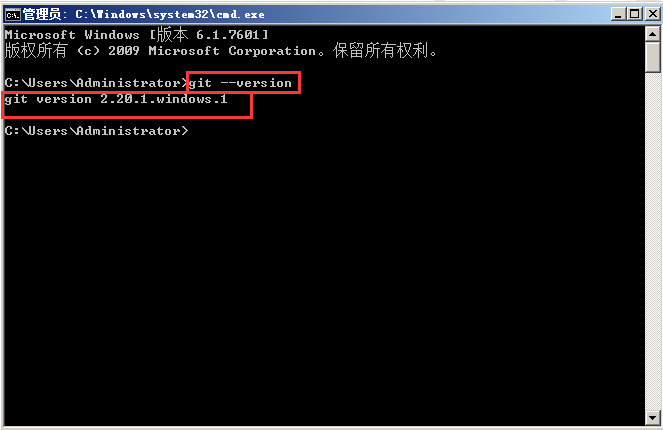 管理员: C:\Windows\system32\cmd.exe
Microsoft Windows [版本 6.1.7601]
版权所有 (c) 2009 Microsoft Corporation。保留所有权利。
C:\Users\Administrator>git --version
git version 2.20.1.windows.1
C:\Users\Administrator>